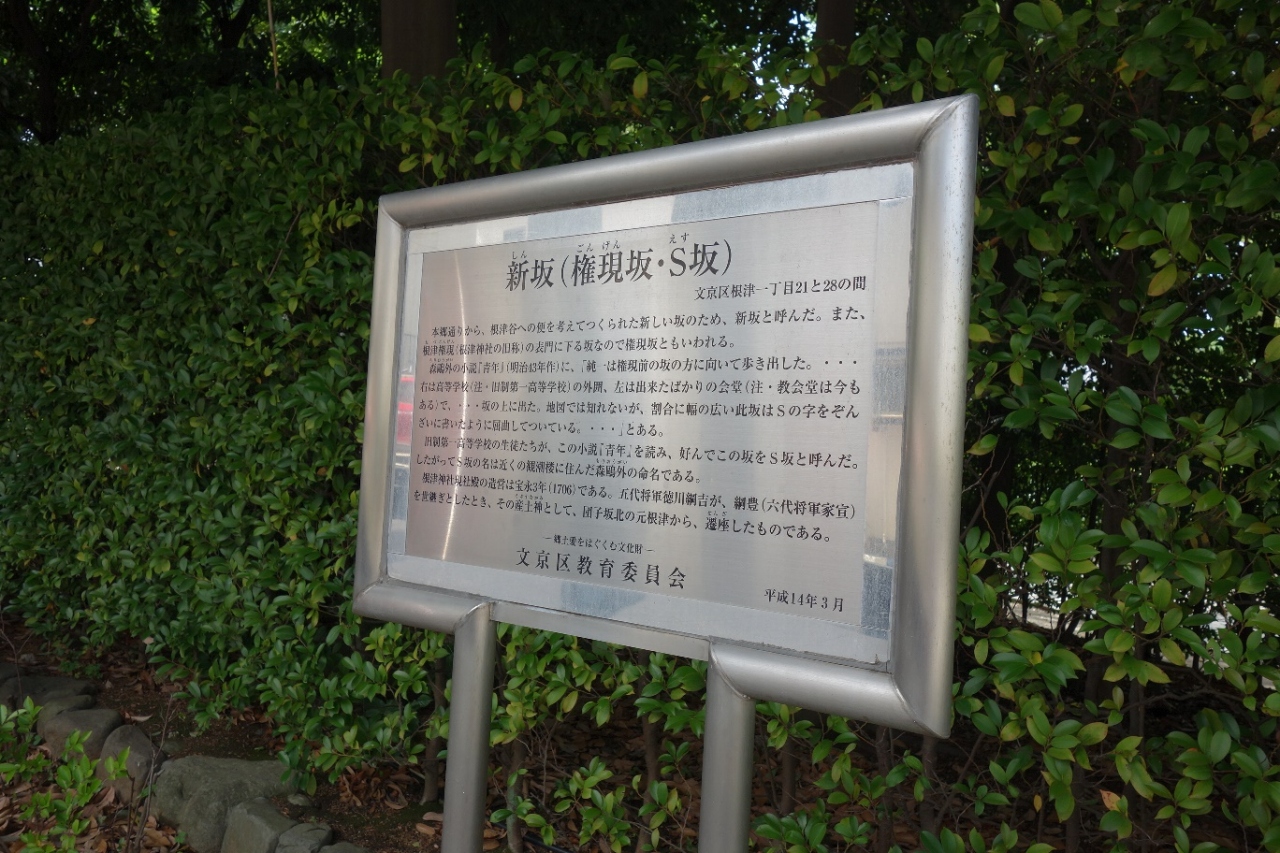 新坂（権現坂・S坂）
文京区根津一丁目21と28の間
本郷通りから、根津谷への便を考えてつくられた新しい坂のため、新坂と呼んだ。また、
根津権現（根津神社の旧称）の表門に下る坂なので権現坂ともいわれる。
森鷗外の小説『青年』（明治43年作）に、「純一は権現前の坂の方に向いて歩き出した。・・・
右は高等学校（注・旧制第一高等学校）の外囲、左は出来たばかりの会堂（注・教会堂は今も
ある）で、・・・坂の上に出た。地図では知れないが、割合に幅の広い此坂はSの字をぞん
ざいに書いたように屈曲してついている。・・・」とある。
旧制第一高等学校の生徒たちが、この小説『青年』を読み、好んでこの坂をS坂と呼んだ。
したがってS坂の名は近くの観潮楼に住んだ森鷗外の命名である。
根津神社現社殿の造営は宝永3年（1706）である。五代将軍徳川綱吉が、綱豊（六代将軍家宣）
を世継ぎとしたとき、その産土神として、団子坂北の元根津から、遷座したものである。
―郷土愛をはぐくむ文化財―
文京区教育委員会
平成14年3月